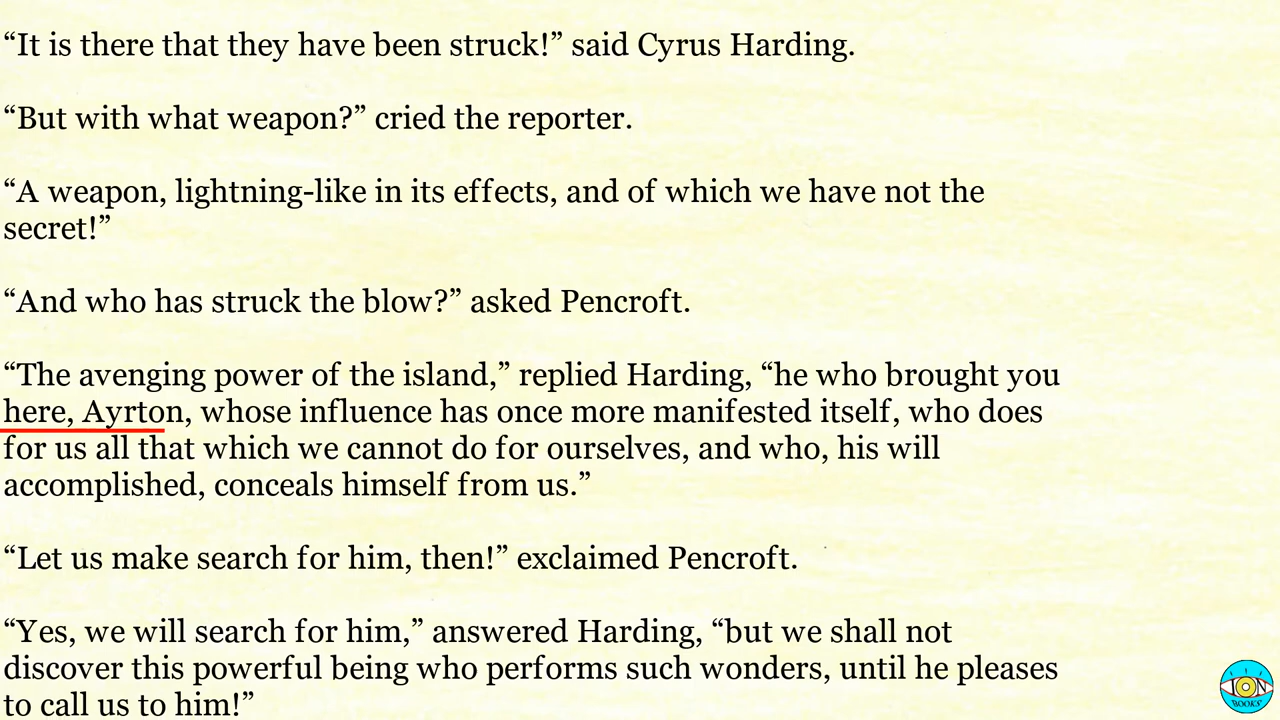 “It is there that they have been struck!” said Cyrus Harding.
“But with what weapon?” cried the reporter.
“A weapon, lightning-like in its effects, and of which we have not the
secret!”
“And who has struck the blow?” asked Pencroft.
“The avenging power of the island,” replied Harding, “he who brought you
here, Ayrton, whose influence has once more manifested itself, who does
for us all that which we cannot do for ourselves, and who, his will
accomplished, conceals himself from us.”
“Let us make search for him, then!” exclaimed Pencroft.
“Yes, we will search for him,” answered Harding, “but we shall not
discover this powerful being who performs such wonders, until he pleases
to call us to him!”
ION
BOOKS